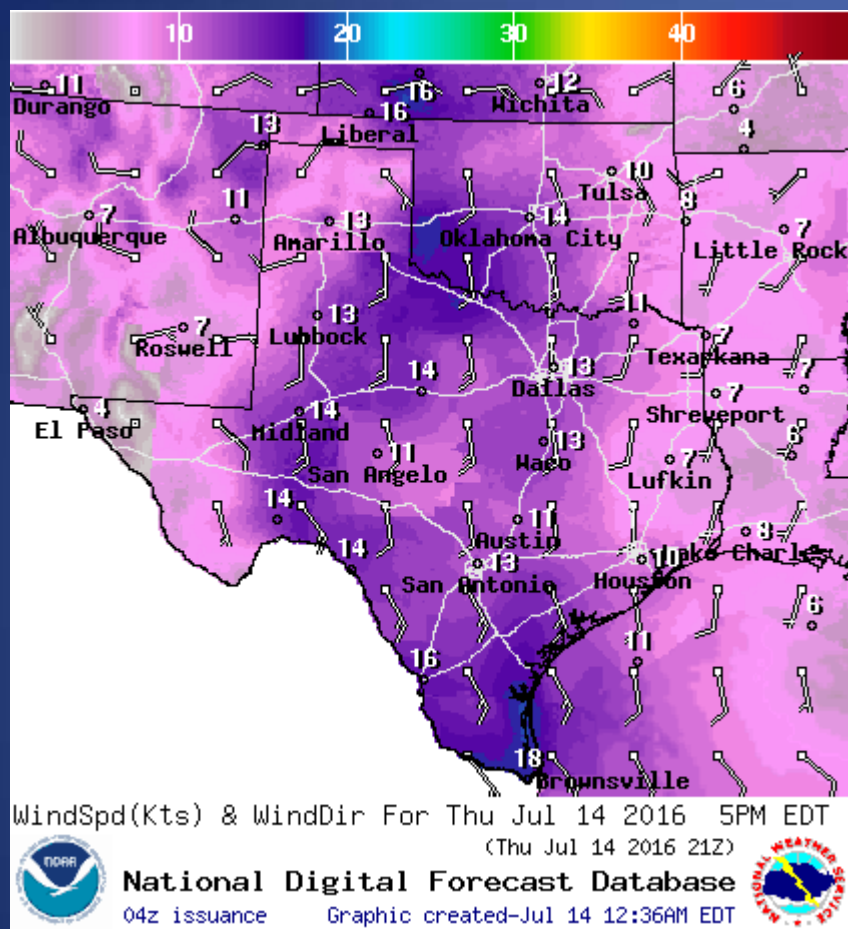 10 20 30 40
11 16 12 6
Durango 16 Wichita
13 Liberal 4
10
Tulsa
7 11 13 14 8 7
Albuquerque Amarillo Oklahoma City Little Rock
7 13 11 7
Roswell Lubbock Texarkana
14 13 7 7
Dallas Shreveport
4 14
El Paso Midland 13 6
11 Waco 7
San Angelo Lufkin
14 11 8
Austin Lake Charles
14 13 10
San Antonio Houston
6
16 11
18
Brownsville
WindSpd(Kts) & WindDir For Thu Jul 14 2016 5PM EDT
(Thu Jul 14 2016 21Z)
NOAA
National Digital Forecast Database
04z issuance Graphic created-Jul 14 12:36AM EDT
NATIONAL WEATHER SERVICE